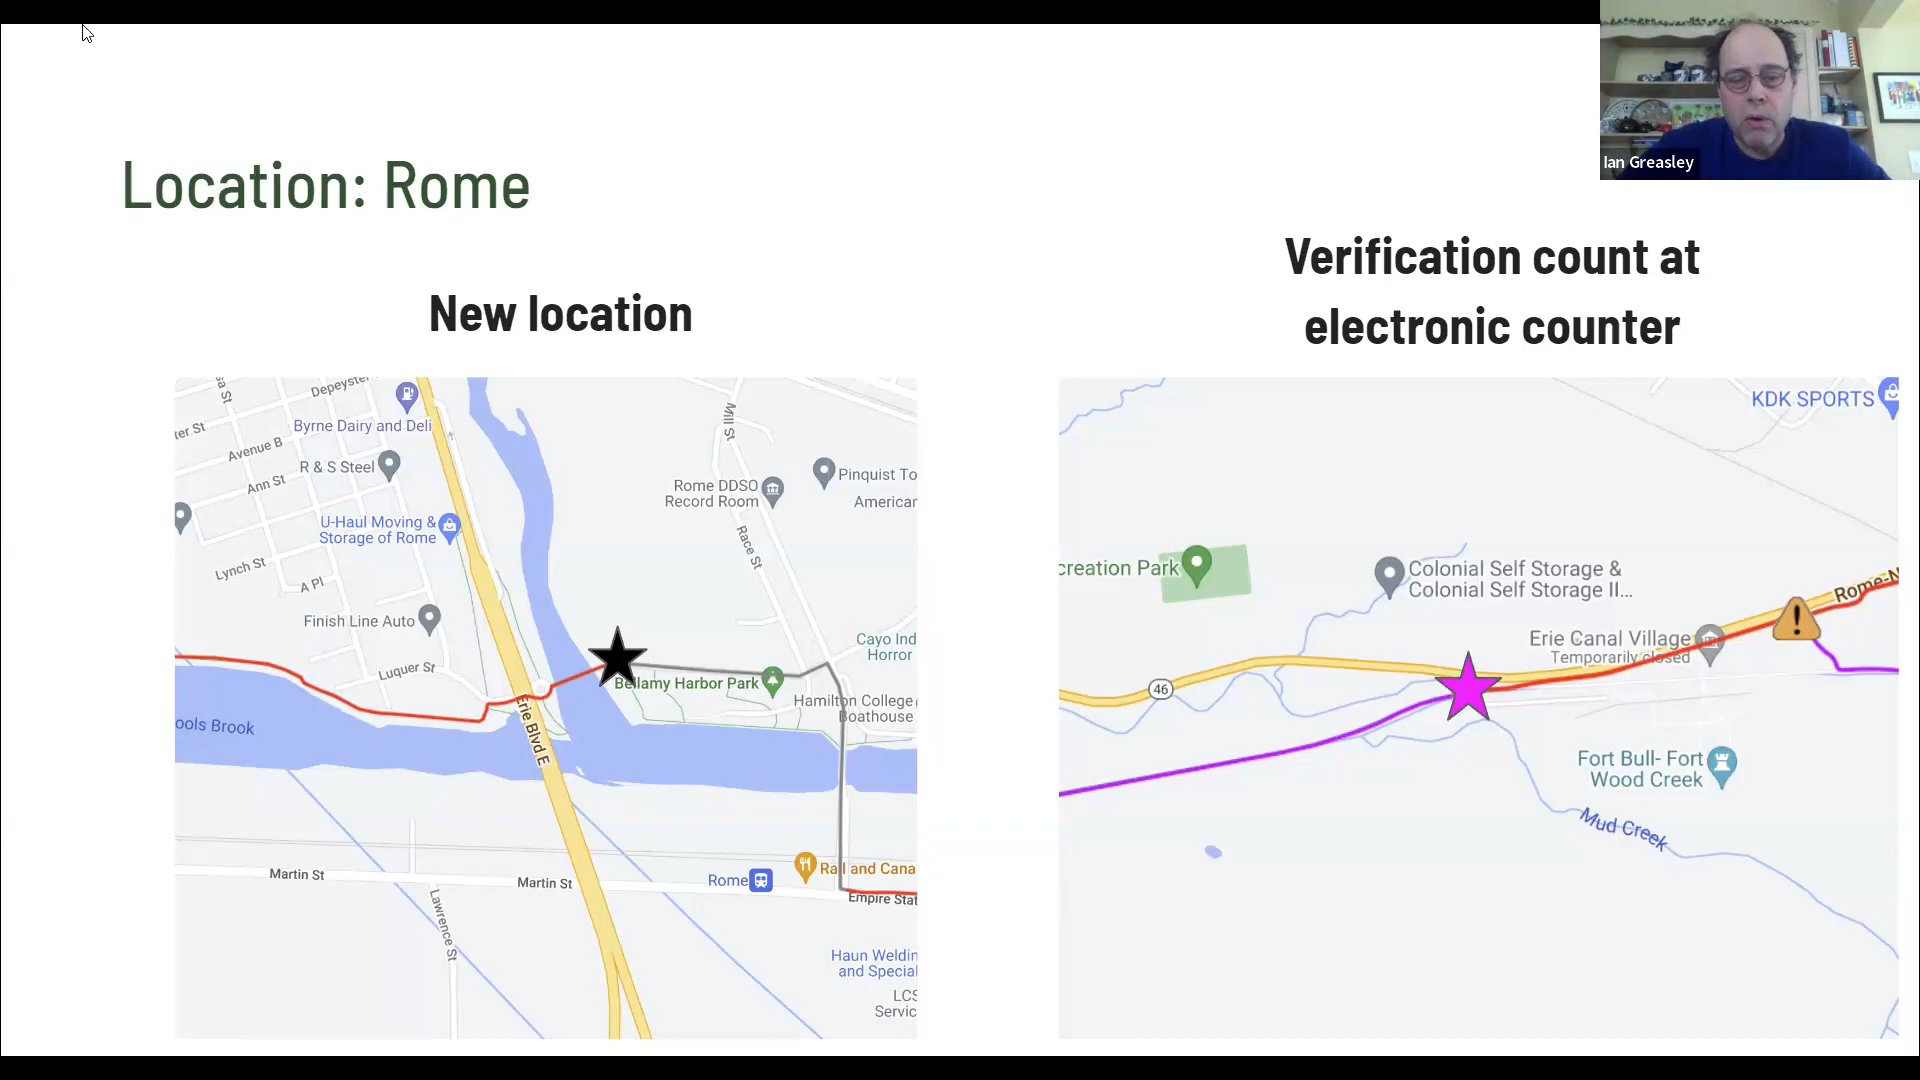 Ian Greasley
Location: Rome
New location
Verification count at
electronic counter
sa St
Depeyster
Byrne Dairy and Deli
ter St
Avenue B
R & S Steel
Ann St
U-Haul Moving &
Storage of Rome
Lynch St
A Pl
Finish Line Auto
Luquer St
ools Brook
Erie Blvd E
Mill St
Race St
Rome DDSO
Record Room
Pinquist To
American
Cayo Ind
Horror
Bellamy Harbor Park
Hamilton College
Boathouse
Martin St
Martin St
Lawrence St
Rome
Rail and Cana
Empire Stat
Haun Weldin
and Special
LCS
Servic
KDK SPORTS
creation Park
Colonial Self Storage &
Colonial Self Storage II...
Rome-N
Erie Canal Village
Temporarily closed
46
Fort Bull- Fort
Wood Creek
Mud Creek